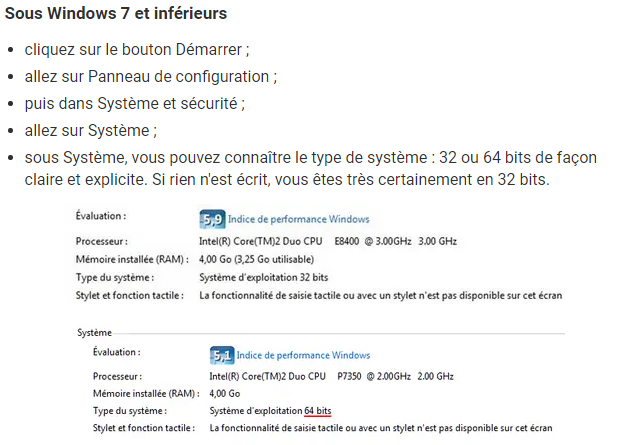 Sous Windows 7 et inférieurs
cliquez sur le bouton Démarrer ;
allez sur Panneau de configuration ;
puis dans Système et sécurité ;
allez sur Système ;
sous Système, vous pouvez connaître le type de système : 32 ou 64 bits de façon
claire et explicite. Si rien n'est écrit, vous êtes très certainement en 32 bits.
Évaluation : 5,9 Indice de performance Windows
Processeur : Intel(R) Core(TM)2 Duo CPU E8400 @ 3.00GHz 3.00 GHz
Mémoire installée (RAM) : 4,00 Go (3,25 Go utilisable)
Type du système : Système d'exploitation 32 bits
Stylet et fonction tactile : La fonctionnalité de saisie tactile ou avec un stylet n'est pas disponible sur cet écran
Système
Évaluation : 5,1 Indice de performance Windows
Processeur : Intel(R) Core(TM)2 Duo CPU P7350 @ 2.00GHz 2.00 GHz
Mémoire installée (RAM) : 4,00 Go
Type du système : Système d'exploitation 64 bits
Stylet et fonction tactile : La fonctionnalité de saisie tactile ou avec un stylet n'est pas disponible sur cet écran